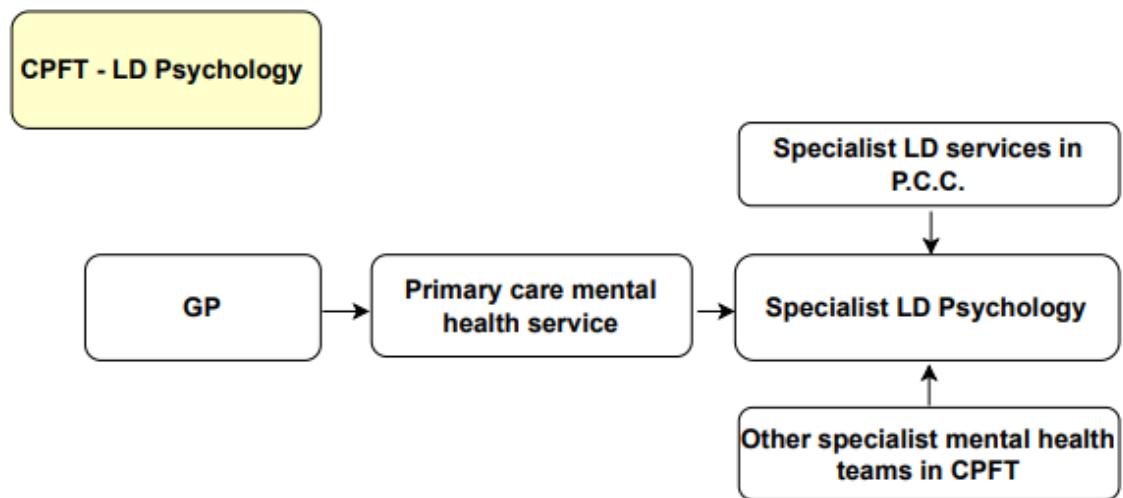 CPFT - LD Psychology
Specialist LD services in
P.C.C.
GP
Primary care mental
health service
Specialist LD Psychology
Other specialist mental health
teams in CPFT